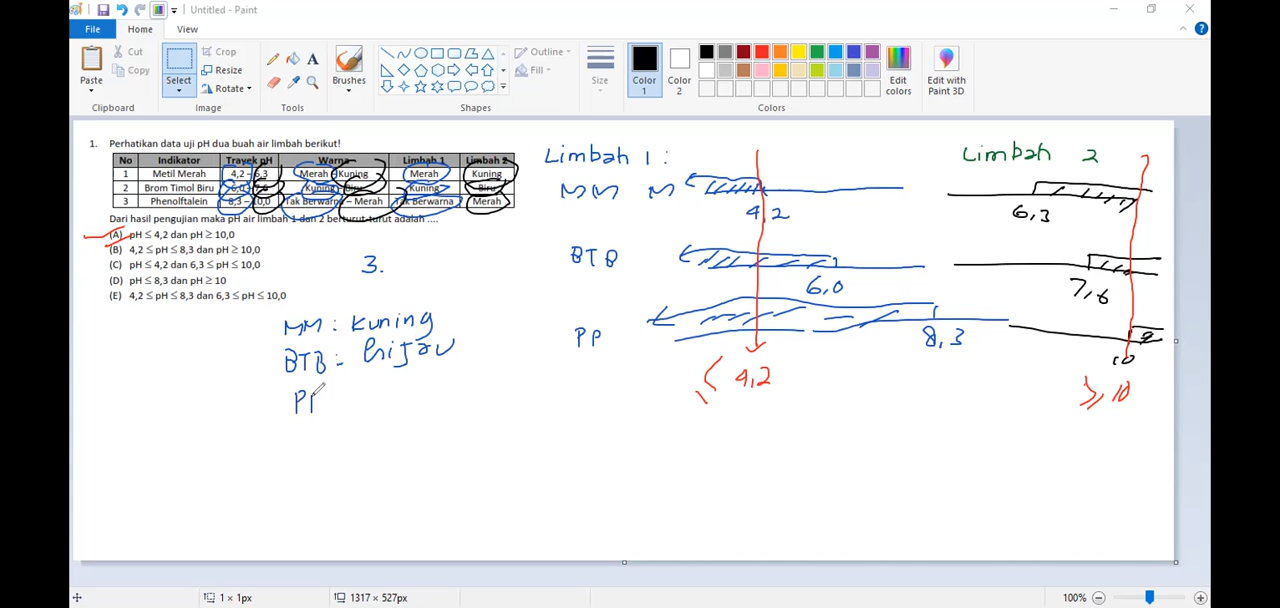 Untitled - Paint
File
Home
View
Paste
Cut
Copy
Clipboard
Select
Crop
Resize
Rotate
Image
A
Tools
Brushes
Outline
Fill
Shapes
Size
Color 1
Color 2
Edit colors
Colors
Edit with Paint 3D
1. Perhatikan data uji pH dua buah air limbah berikut!
No Indikator Trayek pH Warna Limbah 1 Limbah 2
1 Metil Merah 4,2 – 6,3 Merah Kuning Merah Kuning
2 Brom Timol Biru 6,0 – 7,6 Kuning – Biru Kuning Biru
3 Phenolftalein 8,3 – 10,0 Tak Berwarna – Merah Tak Berwarna Merah
Dari hasil pengujian maka pH air limbah 1 dan 2 berturut-turut adalah ....
(A) pH ≤ 4,2 dan pH ≥ 10,0
(B) 4,2 ≤ pH ≤ 8,3 dan pH ≥ 10,0
(C) pH ≤ 4,2 dan 6,3 ≤ pH ≤ 10,0
(D) pH ≤ 8,3 dan pH ≥ 10
(E) 4,2 ≤ pH ≤ 8,3 dan 6,3 ≤ pH ≤ 10,0
3.
MM : Kuning
BTB : hijau
PP
Limbah 1 :
MM M
4,2
BTB
6,0
PP
8,3
≤ 4,2
Limbah 2
6,3
7,6
10
≥ 10
1 × 1px
1317 × 527px
100%